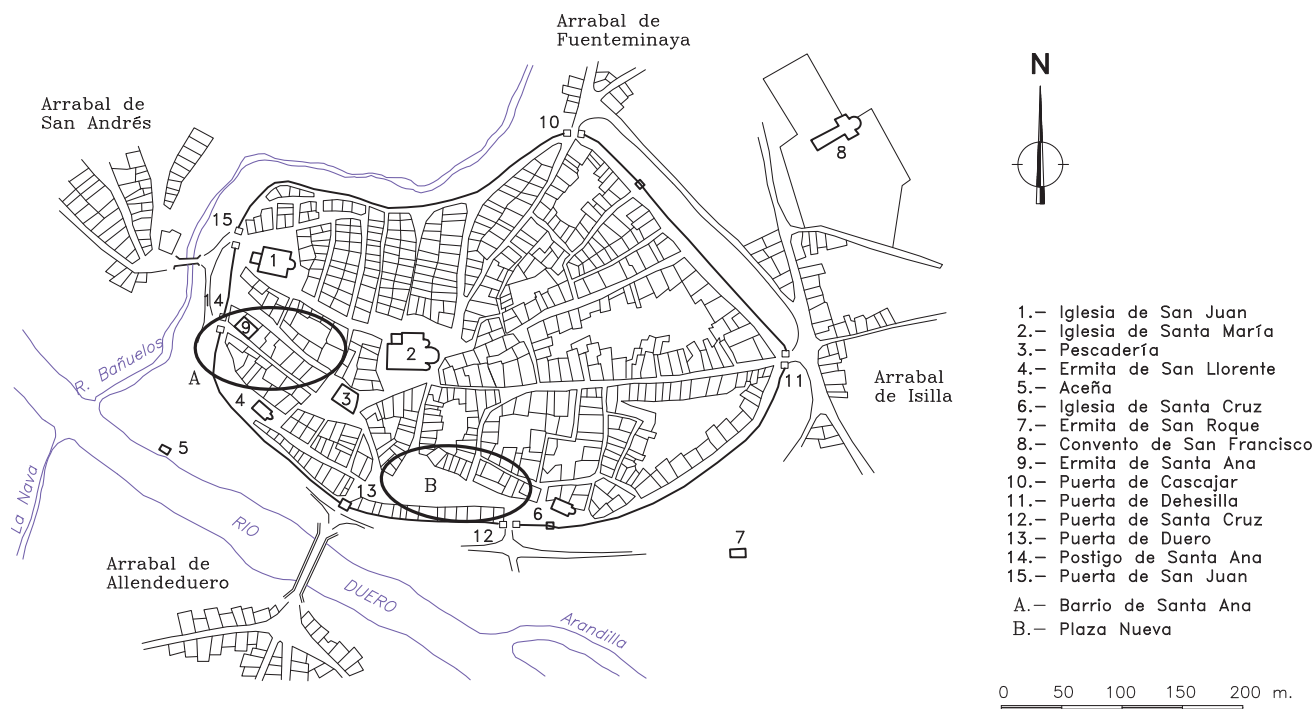 Arrabal de
Fuenteminaya
N
Arrabal de
San Andrés
10
8
15
1
14
9
R. Bañuelos
A
2
11
Arrabal
de Isilla
4
3
5
La Nava
13
B
6
12
7
RIO
DUERO
Arrabal de
Allendeduero
Arandilla
1.- Iglesia de San Juan
2.- Iglesia de Santa María
3.- Pescadería
4.- Ermita de San Llorente
5.- Aceña
6.- Iglesia de Santa Cruz
7.- Ermita de San Roque
8.- Convento de San Francisco
9.- Ermita de Santa Ana
10.- Puerta de Cascajar
11.- Puerta de Dehesilla
12.- Puerta de Santa Cruz
13.- Puerta de Duero
14.- Postigo de Santa Ana
15.- Puerta de San Juan
A.- Barrio de Santa Ana
B.- Plaza Nueva
0 50 100 150 200 m.